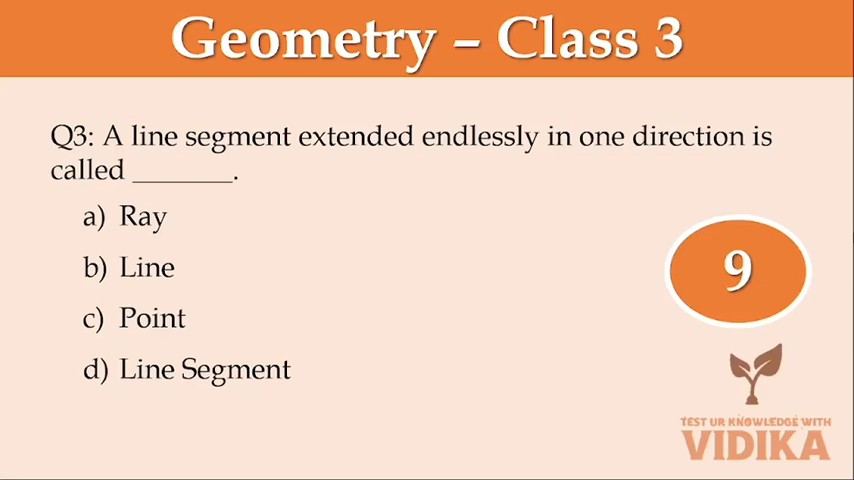 Geometry – Class 3
Q3: A line segment extended endlessly in one direction is
called _______.
a) Ray
b) Line
c) Point
d) Line Segment
9
TEST UR KNOWLEDGE WITH
VIDIKA